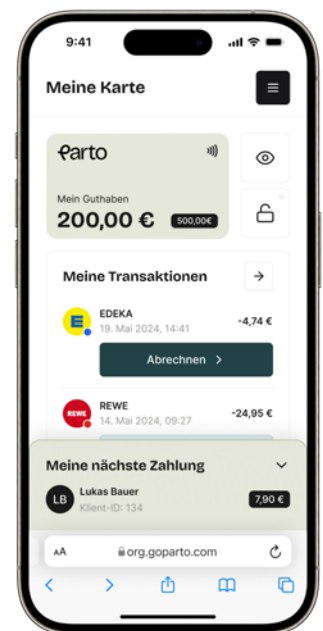 9:41
Meine Karte
Parto
Mein Guthaben
200,00 € 500,00€
Meine Transaktionen
E EDEKA
19. Mai 2024, 14:41
-4,74 €
Abrechnen
REWE REWE
14. Mai 2024, 09:27
-24,95 €
Meine nächste Zahlung
LB Lukas Bauer
Klient-ID: 134
7,90 €
AA org.goparto.com